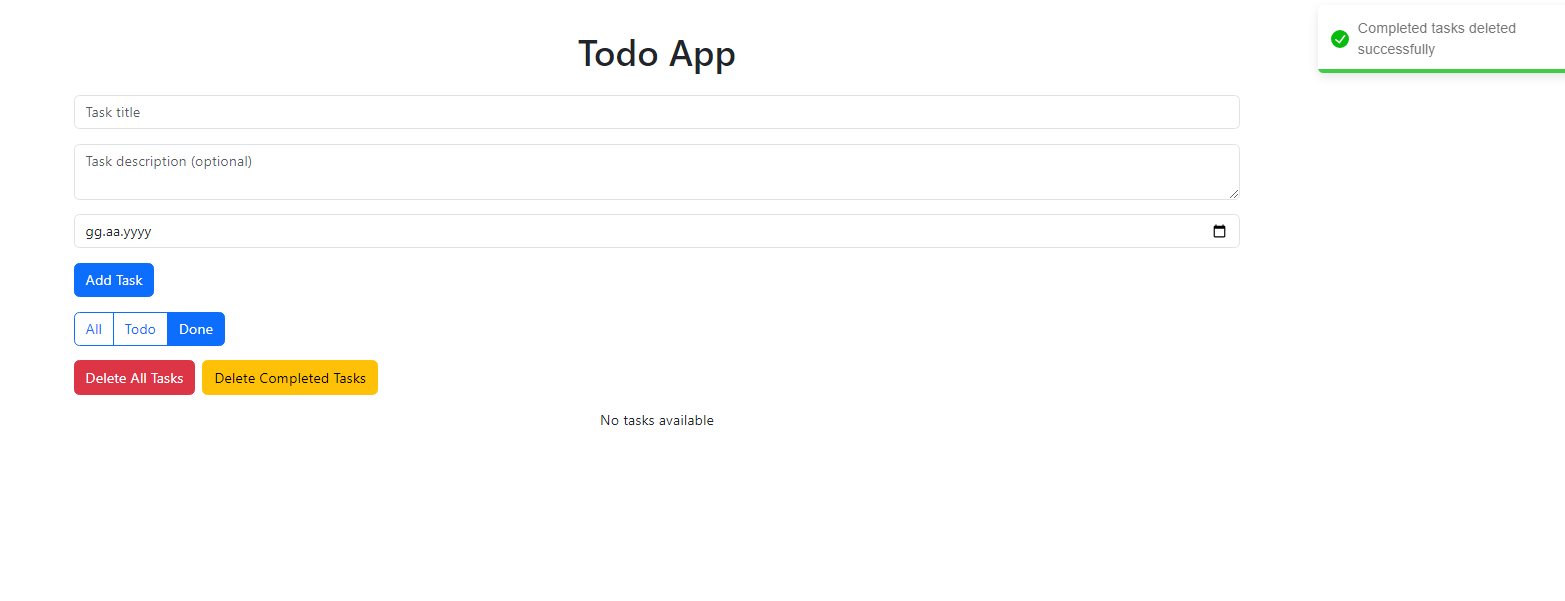 Todo App
Completed tasks deleted
successfully
Task title
Task description (optional)
gg.aa.yyyy
Add Task
All Todo Done
Delete All Tasks Delete Completed Tasks
No tasks available